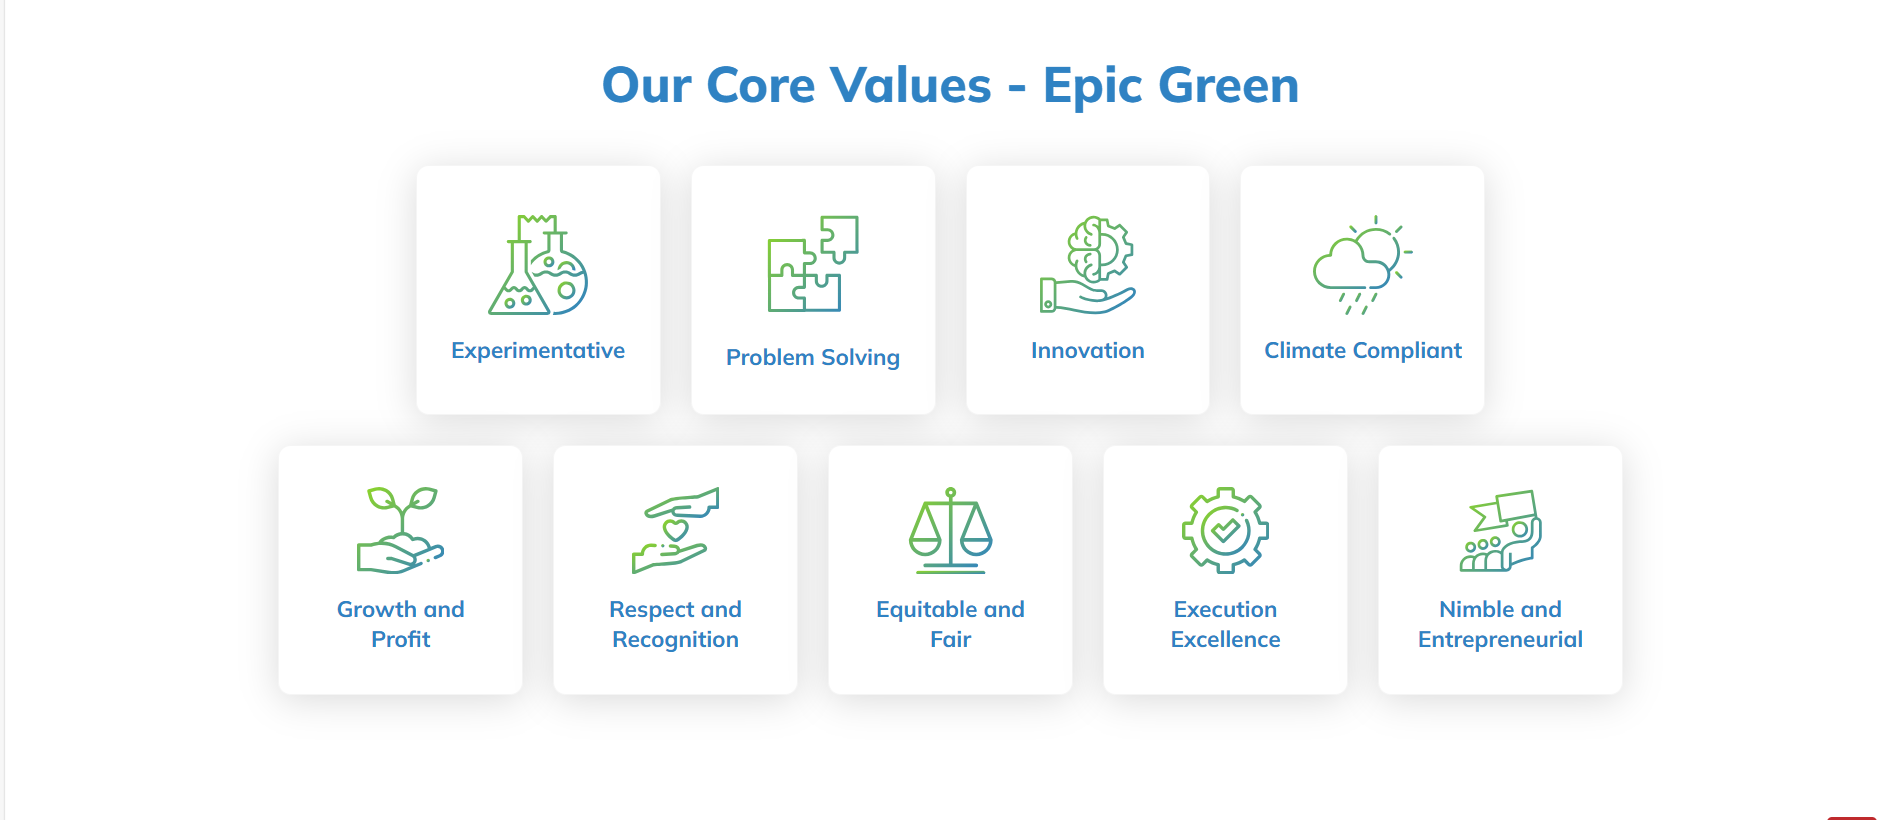 Our Core Values - Epic Green
Experimentative
Problem Solving
Innovation
Climate Compliant
Growth and
Profit
Respect and
Recognition
Equitable and
Fair
Execution
Excellence
Nimble and
Entrepreneurial